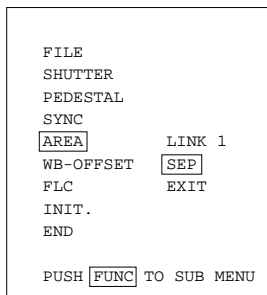 FILE
SHUTTER
PEDESTAL
SYNC
AREA LINK 1
WB-OFFSET SEP
FLC EXIT
INIT.
END
PUSH FUNC TO SUB MENU